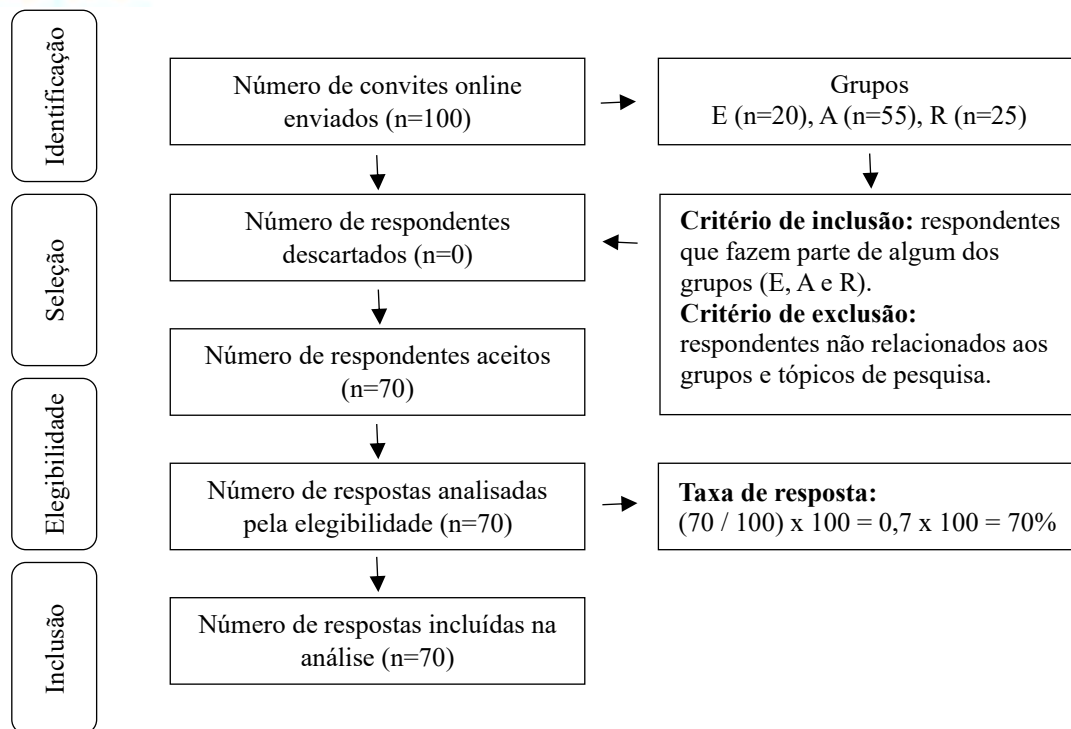 Identificação
Número de convites online
enviados (n=100)
Grupos
E (n=20), A (n=55), R (n=25)
Seleção
Número de respondentes
descartados (n=0)
Critério de inclusão: respondentes
que fazem parte de algum dos
grupos (E, A e R).
Critério de exclusão:
respondentes não relacionados aos
grupos e tópicos de pesquisa.
Número de respondentes aceitos
(n=70)
Elegibilidade
Número de respostas analisadas
pela elegibilidade (n=70)
Taxa de resposta:
(70 / 100) x 100 = 0,7 x 100 = 70%
Inclusão
Número de respostas incluídas na
análise (n=70)